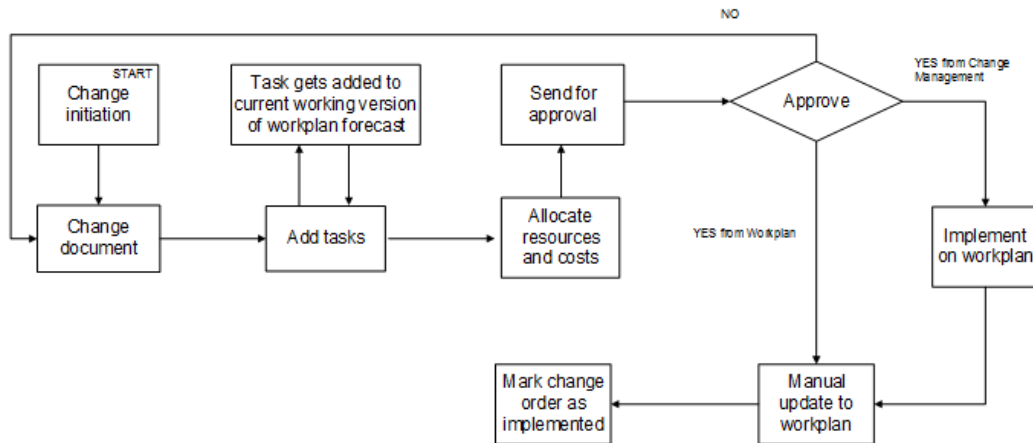 NO
START
Change
initiation
Task gets added to
current working version
of workplan forecast
Send for
approval
Approve
YES from Change
Management
Change
document
Add tasks
Allocate
resources
and costs
YES from Workplan
Implement
on workplan
Mark change
order as
implemented
Manual
update to
workplan